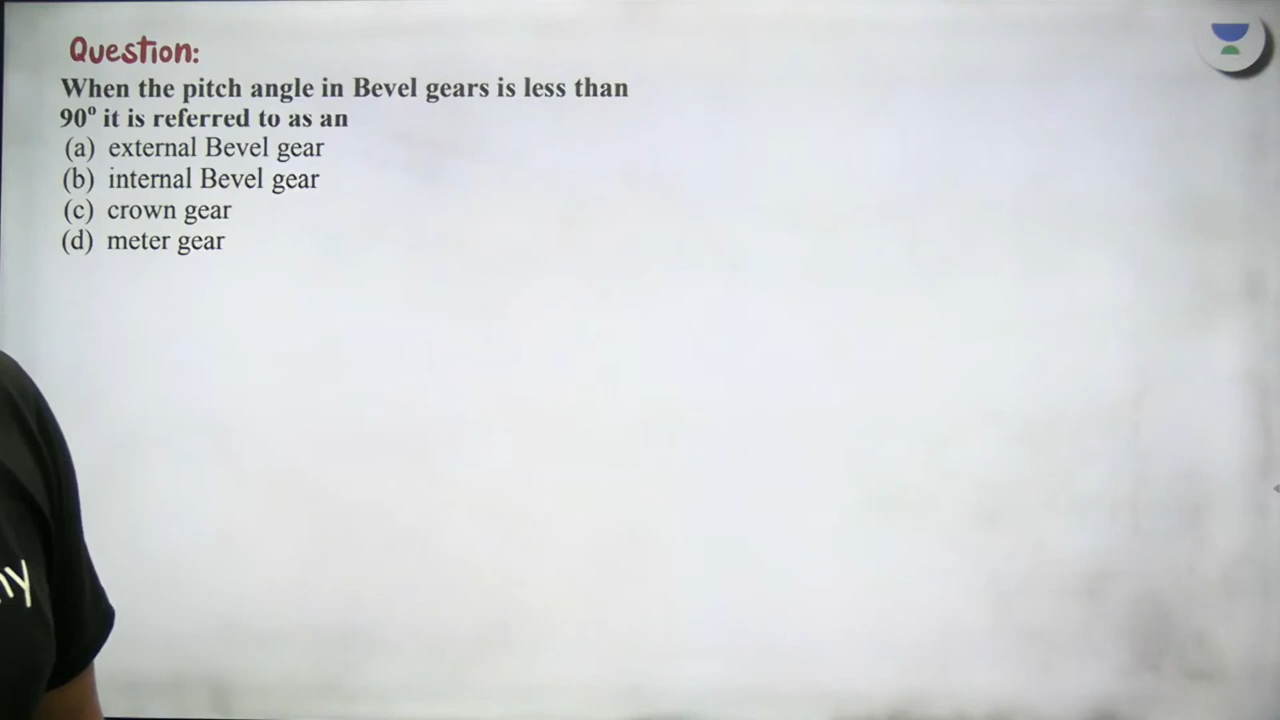 Question:
When the pitch angle in Bevel gears is less than
90º it is referred to as an
(a) external Bevel gear
(b) internal Bevel gear
(c) crown gear
(d) meter gear